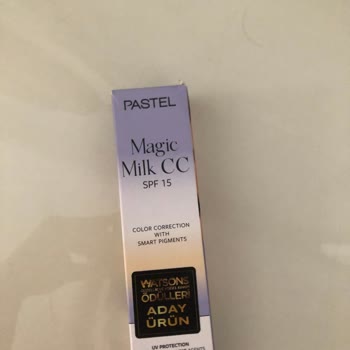 PASTEL
Magic
Milk CC
SPF 15
COLOR CORRECTION
WITH
SMART PIGMENTS
WATSONS
ÖDÜLLERİ
ADAY
ÜRÜN
UV PROTECTION